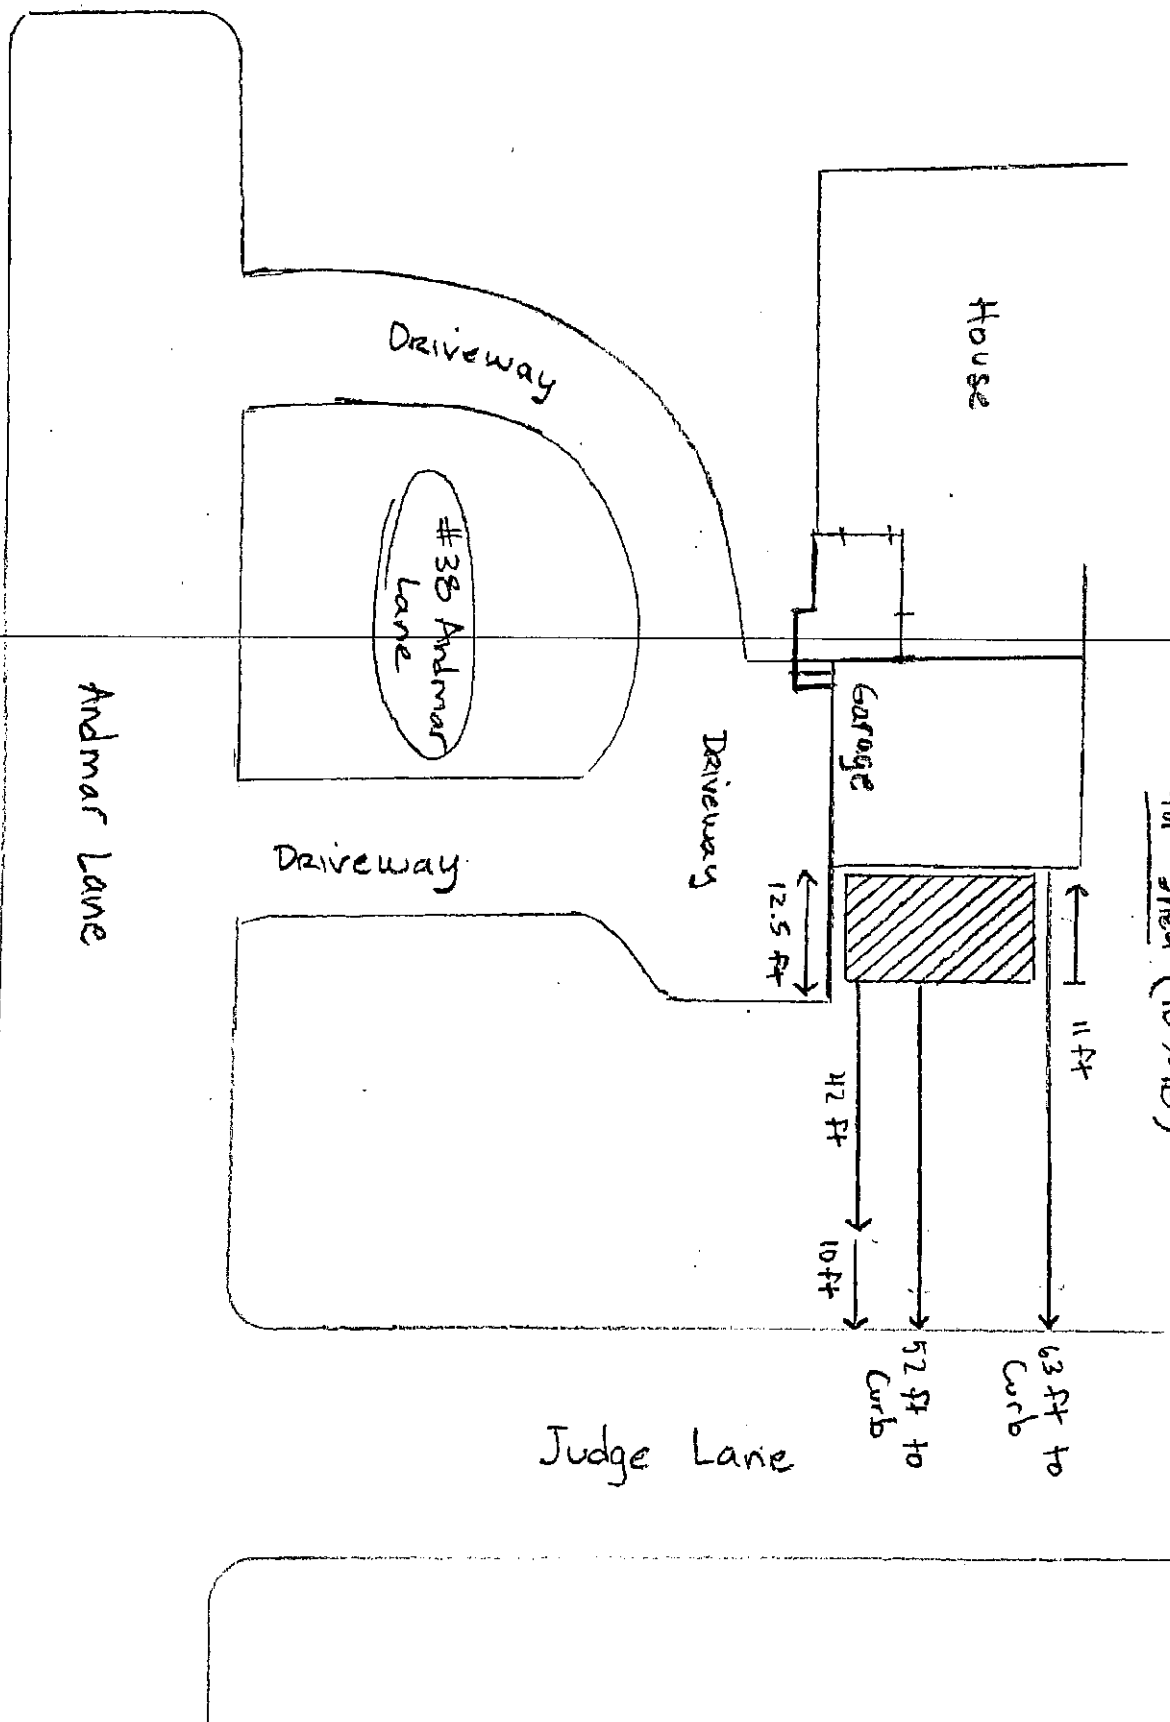 House
Driveway
#38 Andmar
Lane
Garage
Driveway
Driveway
12.5 ft
11 ft
42 ft
10 ft
63 ft to
Curb
52 ft to
Curb
Andmar Lane
Judge Lane